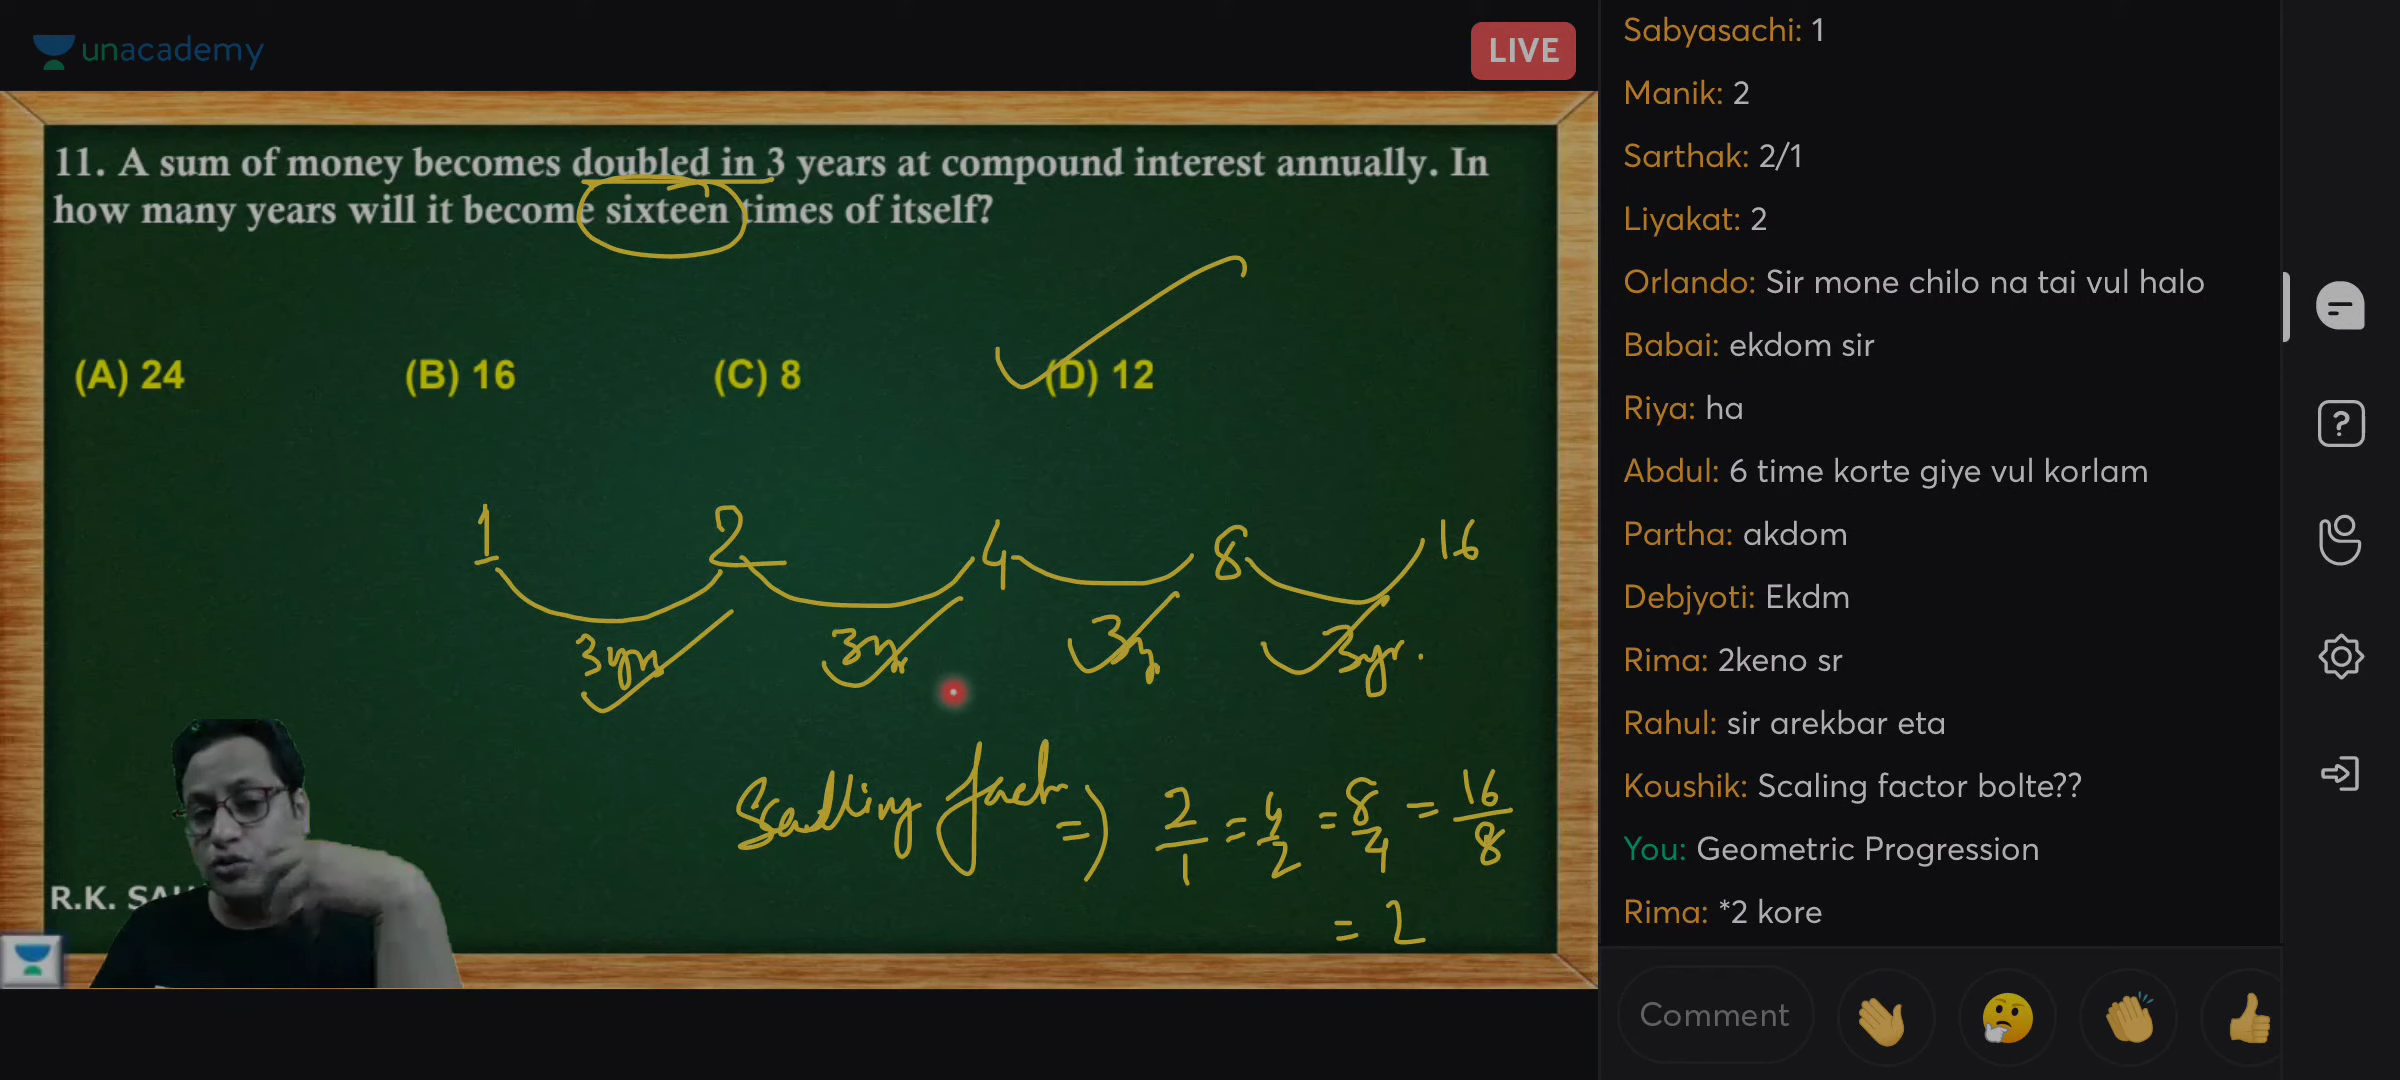 unacademy
LIVE
11. A sum of money becomes doubled in 3 years at compound interest annually. In
how many years will it become sixteen times of itself?
(A) 24 (B) 16 (C) 8 (D) 12
1 2 4 8 16
3yr 3yr 3y 3yr.
Scalling fact => 2/1 = 4/2 = 8/4 = 16/8
= 2
R.K.
Sabyasachi: 1
Manik: 2
Sarthak: 2/1
Liyakat: 2
Orlando: Sir mone chilo na tai vul halo
Babai: ekdom sir
Riya: ha
Abdul: 6 time korte giye vul korlam
Partha: akdom
Debjyoti: Ekdm
Rima: 2keno sr
Rahul: sir arekbar eta
Koushik: Scaling factor bolte??
You: Geometric Progression
Rima: *2 kore
Comment